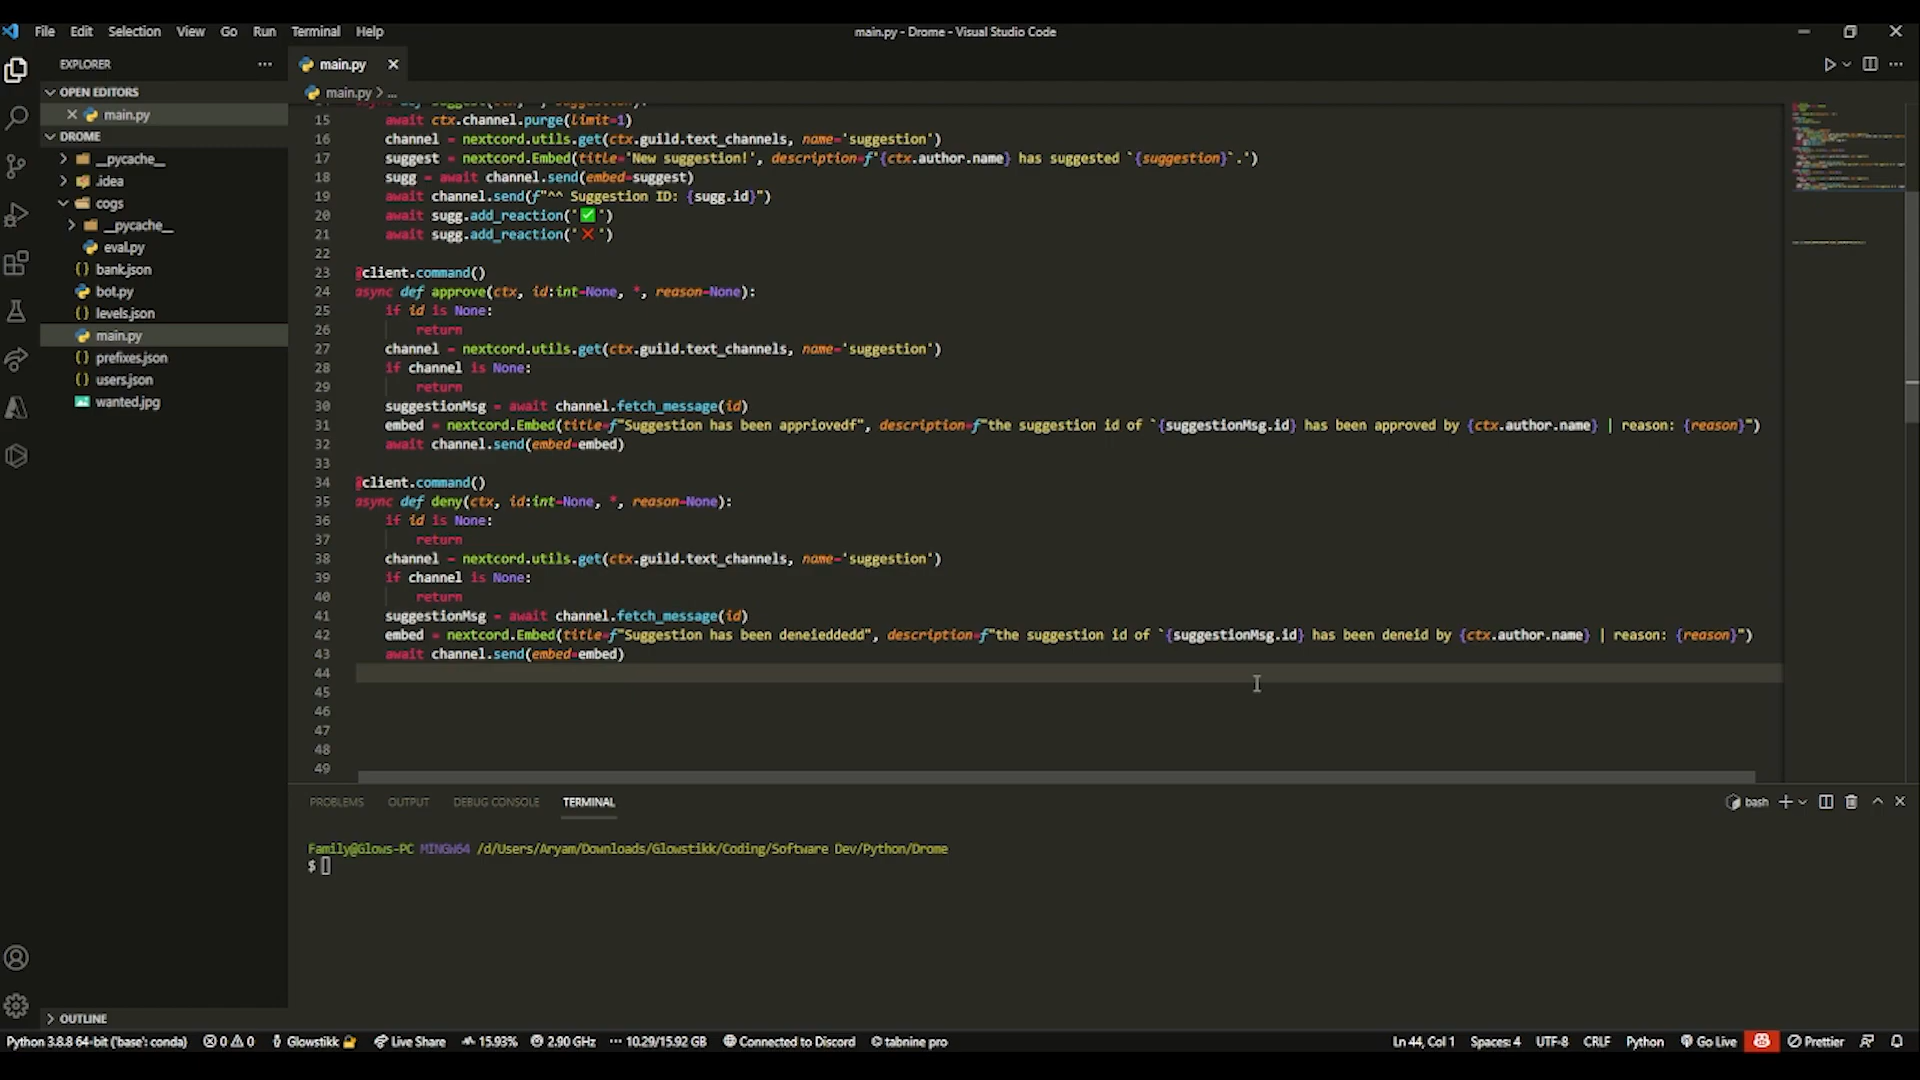 File Edit Selection View Go Run Terminal Help
main.py - Drome - Visual Studio Code
EXPLORER
main.py
OPEN EDITORS
main.py
DROME
__pycache__
.idea
cogs
__pycache__
eval.py
bank.json
bot.py
levels.json
main.py
prefixes.json
users.json
wanted.jpg
OUTLINE
main.py > ...
15 await ctx.channel.purge(limit=1)
16 channel = nextcord.utils.get(ctx.guild.text_channels, name='suggestion')
17 suggest = nextcord.Embed(title='New suggestion!', description=f'{ctx.author.name} has suggested `{suggestion}`.')
18 sugg = await channel.send(embed=suggest)
19 await channel.send(f"^^ Suggestion ID: {sugg.id}")
20 await sugg.add_reaction('✅')
21 await sugg.add_reaction('❌')
22
23 @client.command()
24 async def approve(ctx, id:int=None, *, reason=None):
25 if id is None:
26 return
27 channel = nextcord.utils.get(ctx.guild.text_channels, name='suggestion')
28 if channel is None:
29 return
30 suggestionMsg = await channel.fetch_message(id)
31 embed = nextcord.Embed(title=f"Suggestion has been appriovedf", description=f"the suggestion id of `{suggestionMsg.id} has been approved by {ctx.author.name} | reason: {reason}")
32 await channel.send(embed=embed)
33
34 @client.command()
35 async def deny(ctx, id:int=None, *, reason=None):
36 if id is None:
37 return
38 channel = nextcord.utils.get(ctx.guild.text_channels, name='suggestion')
39 if channel is None:
40 return
41 suggestionMsg = await channel.fetch_message(id)
42 embed = nextcord.Embed(title=f"Suggestion has been deneieddedd", description=f"the suggestion id of `{suggestionMsg.id} has been deneid by {ctx.author.name} | reason: {reason}")
43 await channel.send(embed=embed)
44
45
46
47
48
49
PROBLEMS OUTPUT DEBUG CONSOLE TERMINAL
bash
Family@Glows-PC MINGW64 /d/Users/Aryam/Downloads/Glowstikk/Coding/Software Dev/Python/Drome
$
Python 3.8.8 64-bit ('base': conda) 0 0 Glowstikk Live Share 15.93% 2.90 GHz 10.29/15.92 GB Connected to Discord tabnine pro
Ln 44, Col 1 Spaces: 4 UTF-8 CRLF Python Go Live Prettier